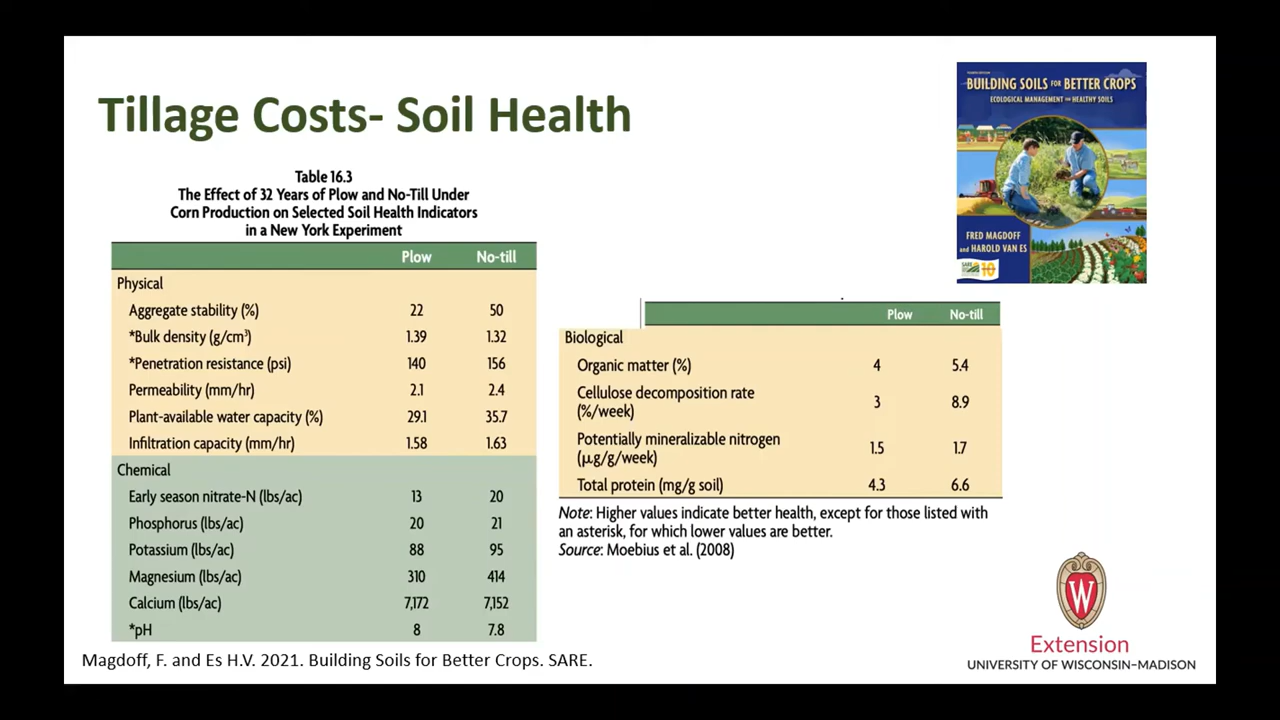 Tillage Costs- Soil Health
Table 16.3
The Effect of 32 Years of Plow and No-Till Under
Corn Production on Selected Soil Health Indicators
in a New York Experiment
Plow No-till
Physical
Aggregate stability (%) 22 50
*Bulk density (g/cm³) 1.39 1.32
*Penetration resistance (psi) 140 156
Permeability (mm/hr) 2.1 2.4
Plant-available water capacity (%) 29.1 35.7
Infiltration capacity (mm/hr) 1.58 1.63
Chemical
Early season nitrate-N (lbs/ac) 13 20
Phosphorus (lbs/ac) 20 21
Potassium (lbs/ac) 88 95
Magnesium (lbs/ac) 310 414
Calcium (lbs/ac) 7,172 7,152
*pH 8 7.8
Plow No-till
Biological
Organic matter (%) 4 5.4
Cellulose decomposition rate
(%/week) 3 8.9
Potentially mineralizable nitrogen
(µg/g/week) 1.5 1.7
Total protein (mg/g soil) 4.3 6.6
Note: Higher values indicate better health, except for those listed with
an asterisk, for which lower values are better.
Source: Moebius et al. (2008)
BUILDING SOILS FOR BETTER CROPS
ECOLOGICAL MANAGEMENT FOR HEALTHY SOILS
FRED MAGDOFF
and HAROLD VAN ES
SARE
10
W
Extension
UNIVERSITY OF WISCONSIN–MADISON
Magdoff, F. and Es H.V. 2021. Building Soils for Better Crops. SARE.